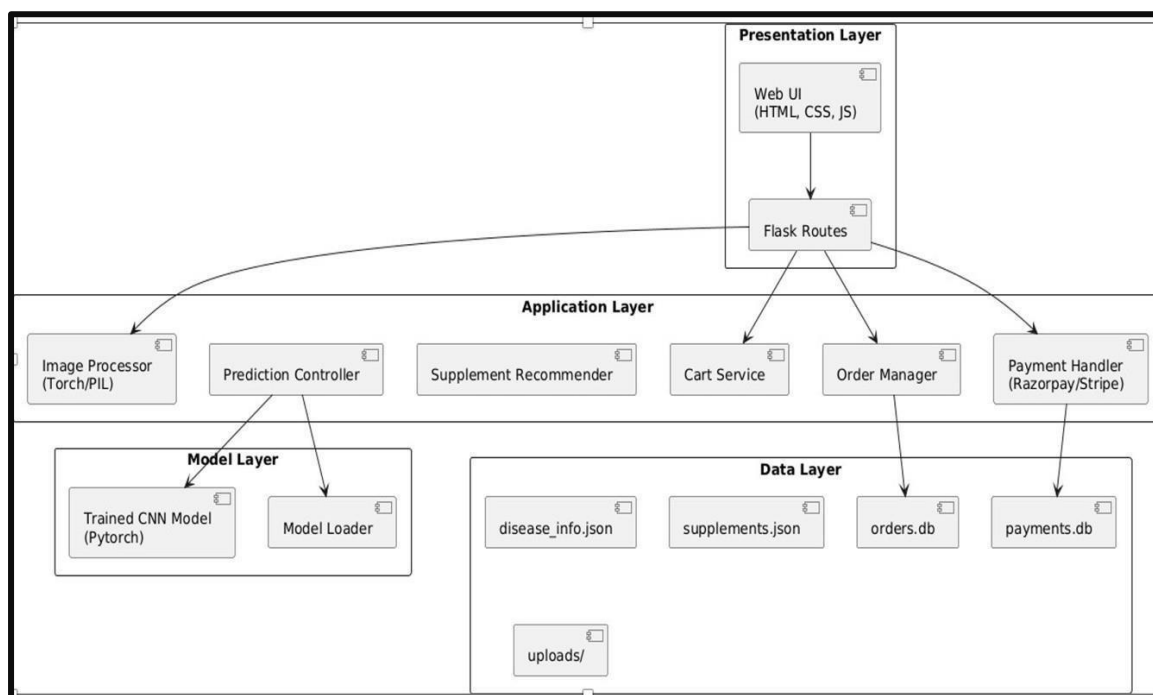 Presentation Layer
Web UI
(HTML, CSS, JS)
Flask Routes
Application Layer
Image Processor
(Torch/PIL)
Prediction Controller
Supplement Recommender
Cart Service
Order Manager
Payment Handler
(Razorpay/Stripe)
Model Layer
Trained CNN Model
(Pytorch)
Model Loader
Data Layer
disease_info.json
supplements.json
orders.db
payments.db
uploads/